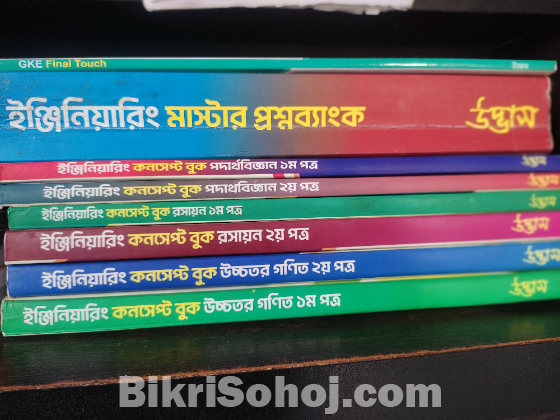 GKE Final Touch উদ্ভাস
ইঞ্জিনিয়ারিং মাস্টার প্রশ্নব্যাংক উদ্ভাস
ইঞ্জিনিয়ারিং কনসেপ্ট বুক পদার্থবিজ্ঞান ১ম পত্র উদ্ভাস
ইঞ্জিনিয়ারিং কনসেপ্ট বুক পদার্থবিজ্ঞান ২য় পত্র উদ্ভাস
ইঞ্জিনিয়ারিং কনসেপ্ট বুক রসায়ন ১ম পত্র উদ্ভাস
ইঞ্জিনিয়ারিং কনসেপ্ট বুক রসায়ন ২য় পত্র উদ্ভাস
ইঞ্জিনিয়ারিং কনসেপ্ট বুক উচ্চতর গণিত ২য় পত্র উদ্ভাস
ইঞ্জিনিয়ারিং কনসেপ্ট বুক উচ্চতর গণিত ১ম পত্র উদ্ভাস
BikriSohoj.com